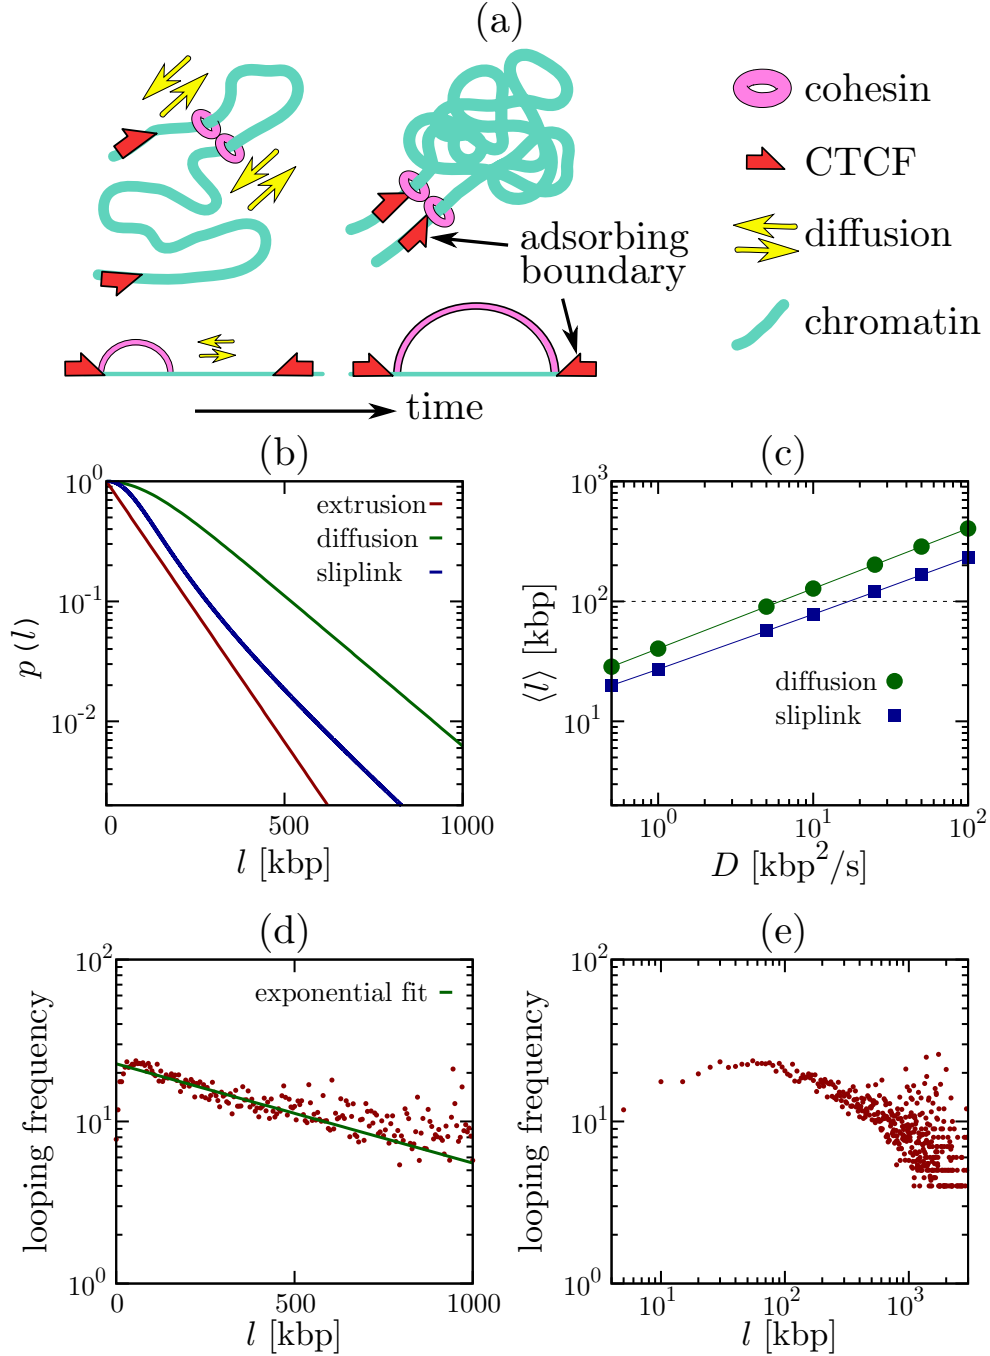 (a)
cohesin
CTCF
diffusion
chromatin
adsorbing
boundary
time
(b)
10^0
10^-1
10^-2
p (l)
extrusion
diffusion
sliplink
0
500
1000
l [kbp]
(c)
10^3
10^2
10^1
⟨l⟩ [kbp]
diffusion
sliplink
10^0
10^1
10^2
D [kbp^2/s]
(d)
10^2
10^1
10^0
looping frequency
exponential fit
0
500
1000
l [kbp]
(e)
10^2
10^1
10^0
looping frequency
10^1
10^2
10^3
l [kbp]